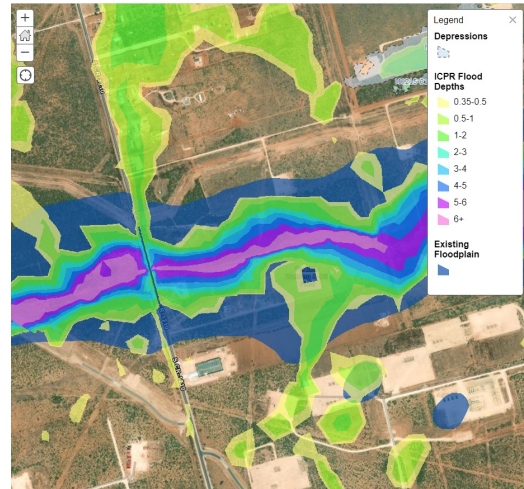 +
−
Legend
Depressions
ICPR Flood
Depths
0.35-0.5
0.5-1
1-2
2-3
3-4
4-5
5-6
6+
Existing
Floodplain